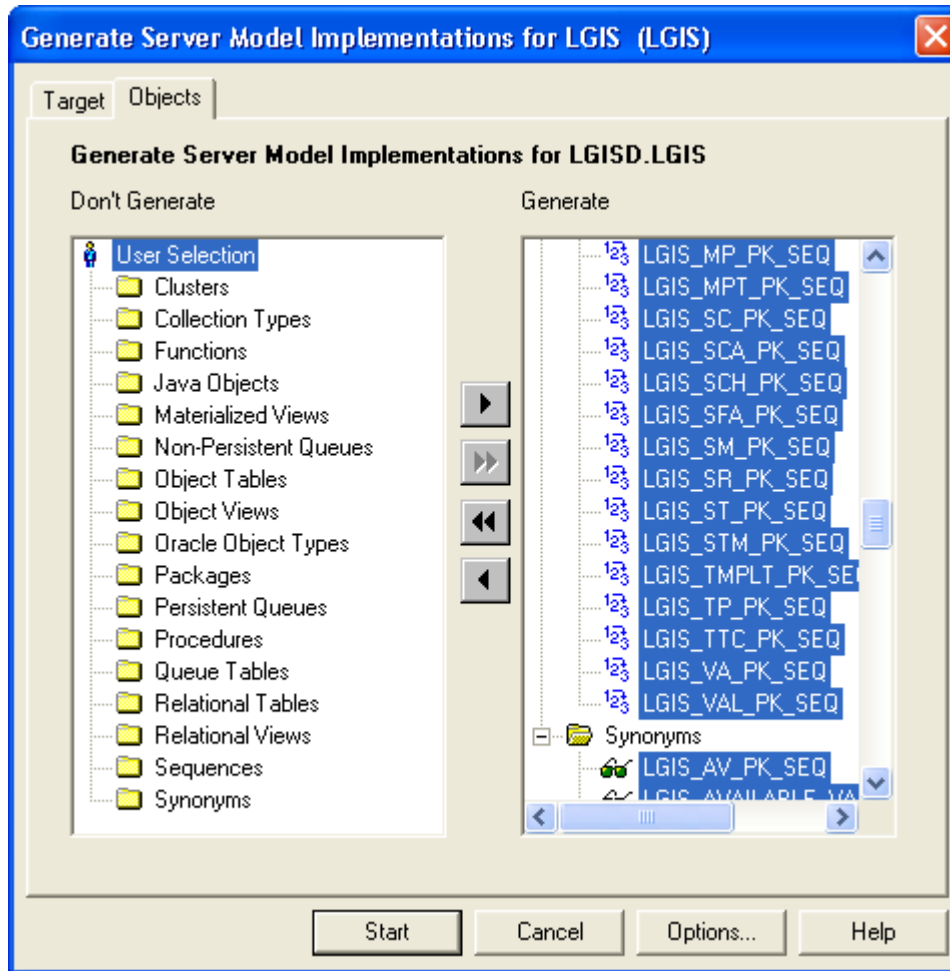 Generate Server Model Implementations for LGIS (LGIS)
Target
Objects
Generate Server Model Implementations for LGISD.LGIS
Don't Generate
User Selection
Clusters
Collection Types
Functions
Java Objects
Materialized Views
Non-Persistent Queues
Object Tables
Object Views
Oracle Object Types
Packages
Persistent Queues
Procedures
Queue Tables
Relational Tables
Relational Views
Sequences
Synonyms
Generate
LGIS_MP_PK_SEQ
LGIS_MPT_PK_SEQ
LGIS_SC_PK_SEQ
LGIS_SCA_PK_SEQ
LGIS_SCH_PK_SEQ
LGIS_SFA_PK_SEQ
LGIS_SM_PK_SEQ
LGIS_SR_PK_SEQ
LGIS_ST_PK_SEQ
LGIS_STM_PK_SEQ
LGIS_TMPLT_PK_SE
LGIS_TP_PK_SEQ
LGIS_TTC_PK_SEQ
LGIS_VA_PK_SEQ
LGIS_VAL_PK_SEQ
Synonyms
LGIS_AV_PK_SEQ
LGIS_AVAILABLE_VA
Start
Cancel
Options...
Help